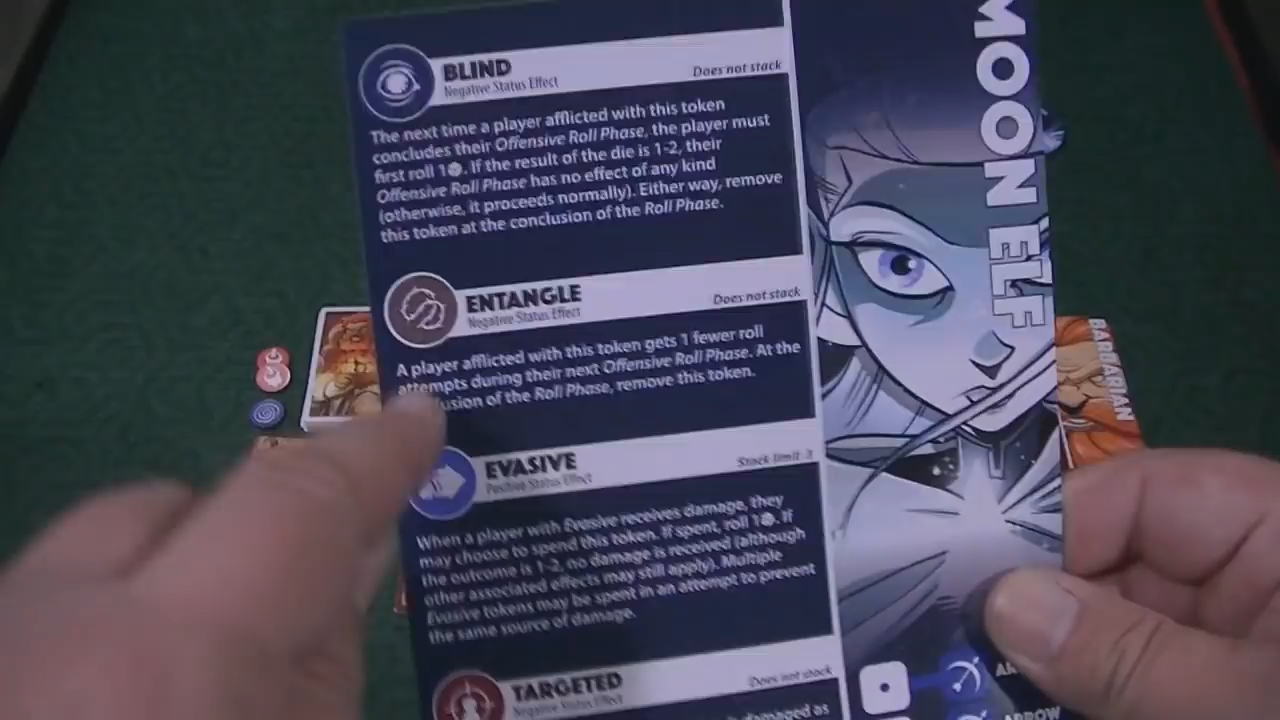 BLIND
Negative Status Effect
Does not stack
The next time a player afflicted with this token
concludes their Offensive Roll Phase, the player must
first roll 1. If the result of the die is 1-2, their
Offensive Roll Phase has no effect of any kind
(otherwise, it proceeds normally). Either way, remove
this token at the conclusion of the Roll Phase.
ENTANGLE
Negative Status Effect
Does not stack
A player afflicted with this token gets 1 fewer roll
attempts during their next Offensive Roll Phase. At the
usion of the Roll Phase, remove this token.
EVASIVE
Positive Status Effect
Stack limit 3
When a player with Evasive receives damage, they
may choose to spend this token. If spent, roll 1. If
the outcome is 1-2, no damage is received (although
other associated effects may still apply). Multiple
Evasive tokens may be spent in an attempt to prevent
the same source of damage.
TARGETED
Negative Status Effect
Does not stack
damaged as
MOON ELF
BARBARIAN
ARROW